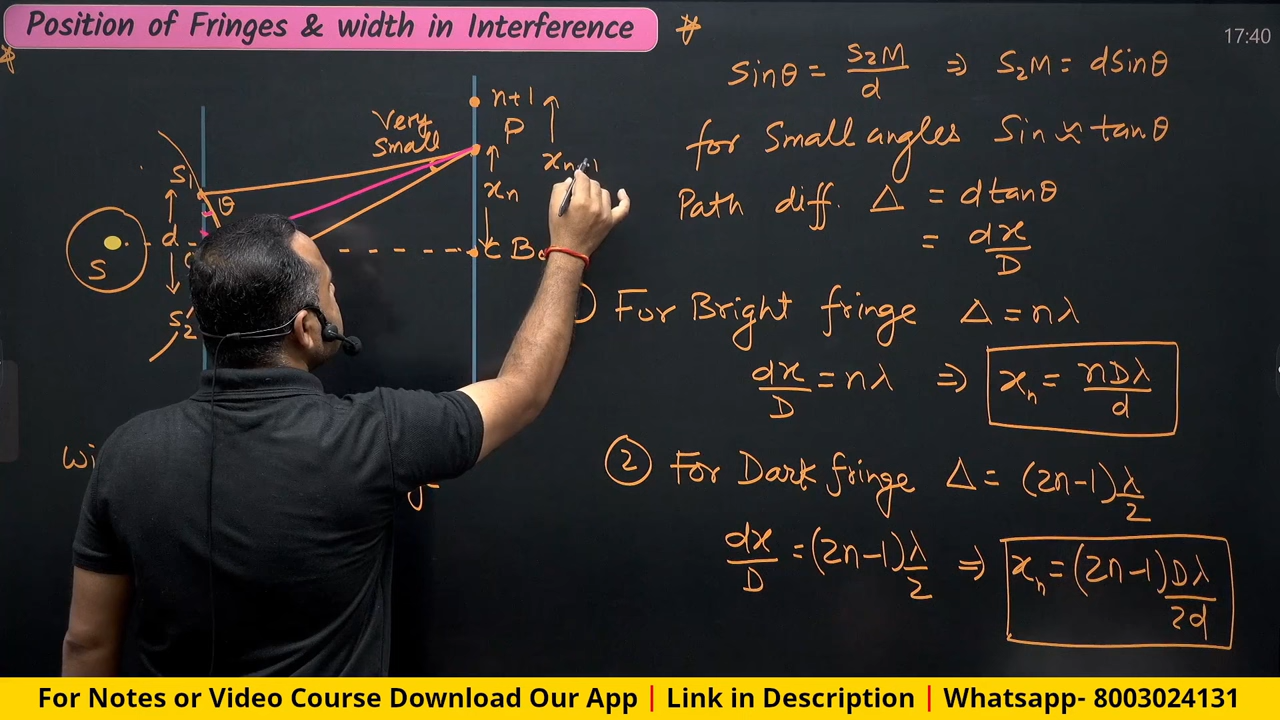 Position of Fringes & width in Interference
17:40
Sinθ = S₂M/d ⇒ S₂M = dSinθ
for Small angles Sin ≈ tanθ
Path diff. Δ = dtanθ
= dx/D
For Bright fringe Δ = nλ
dx/D = nλ ⇒ xₙ = nDλ/d
② For Dark fringe Δ = (2n-1)λ/2
dx/D = (2n-1)λ/2 ⇒ xₙ = (2n-1)Dλ/2d
n+1
P
Very
Small
xₙ
xₙ₊₁
S₁
θ
d
S
C B
S₂
For Notes or Video Course Download Our App | Link in Description | Whatsapp- 8003024131